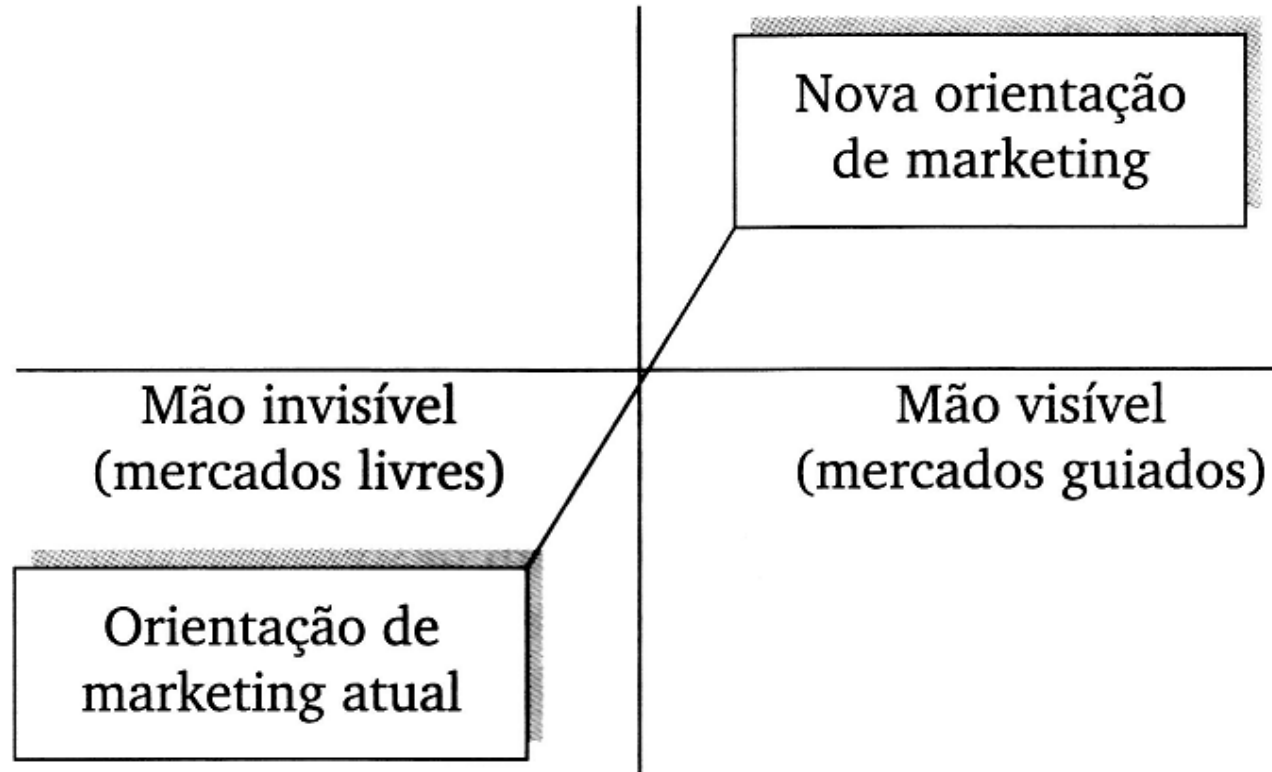 Nova orientação
de marketing
Mão invisível
(mercados livres)
Mão visível
(mercados guiados)
Orientação de
marketing atual